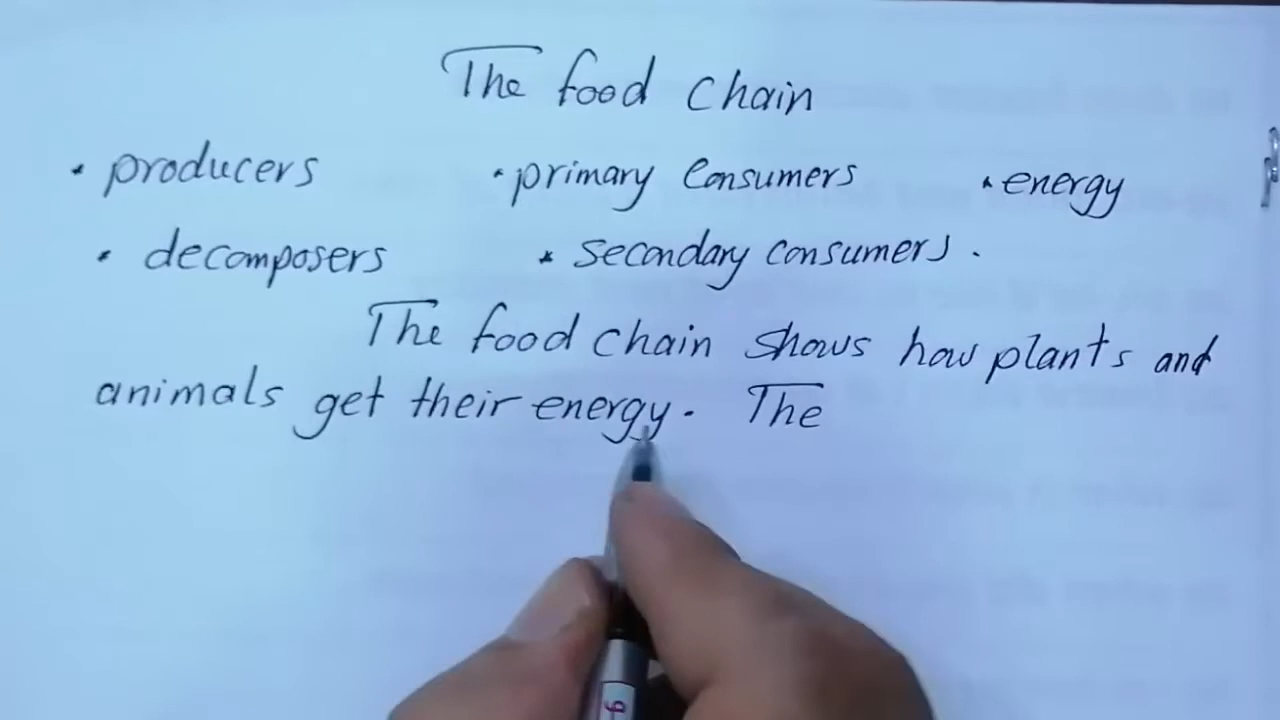 The food chain
• producers • primary consumers • energy
• decomposers • secondary consumers.
The food chain shows how plants and
animals get their energy. The